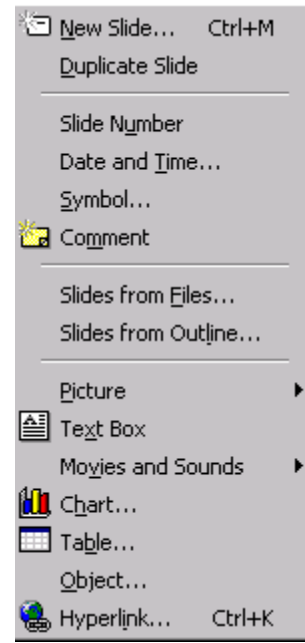 New Slide... Ctrl+M
Duplicate Slide
Slide Number
Date and Time...
Symbol...
Comment
Slides from Files...
Slides from Outline...
Picture
Text Box
Movies and Sounds
Chart...
Table...
Object...
Hyperlink... Ctrl+K